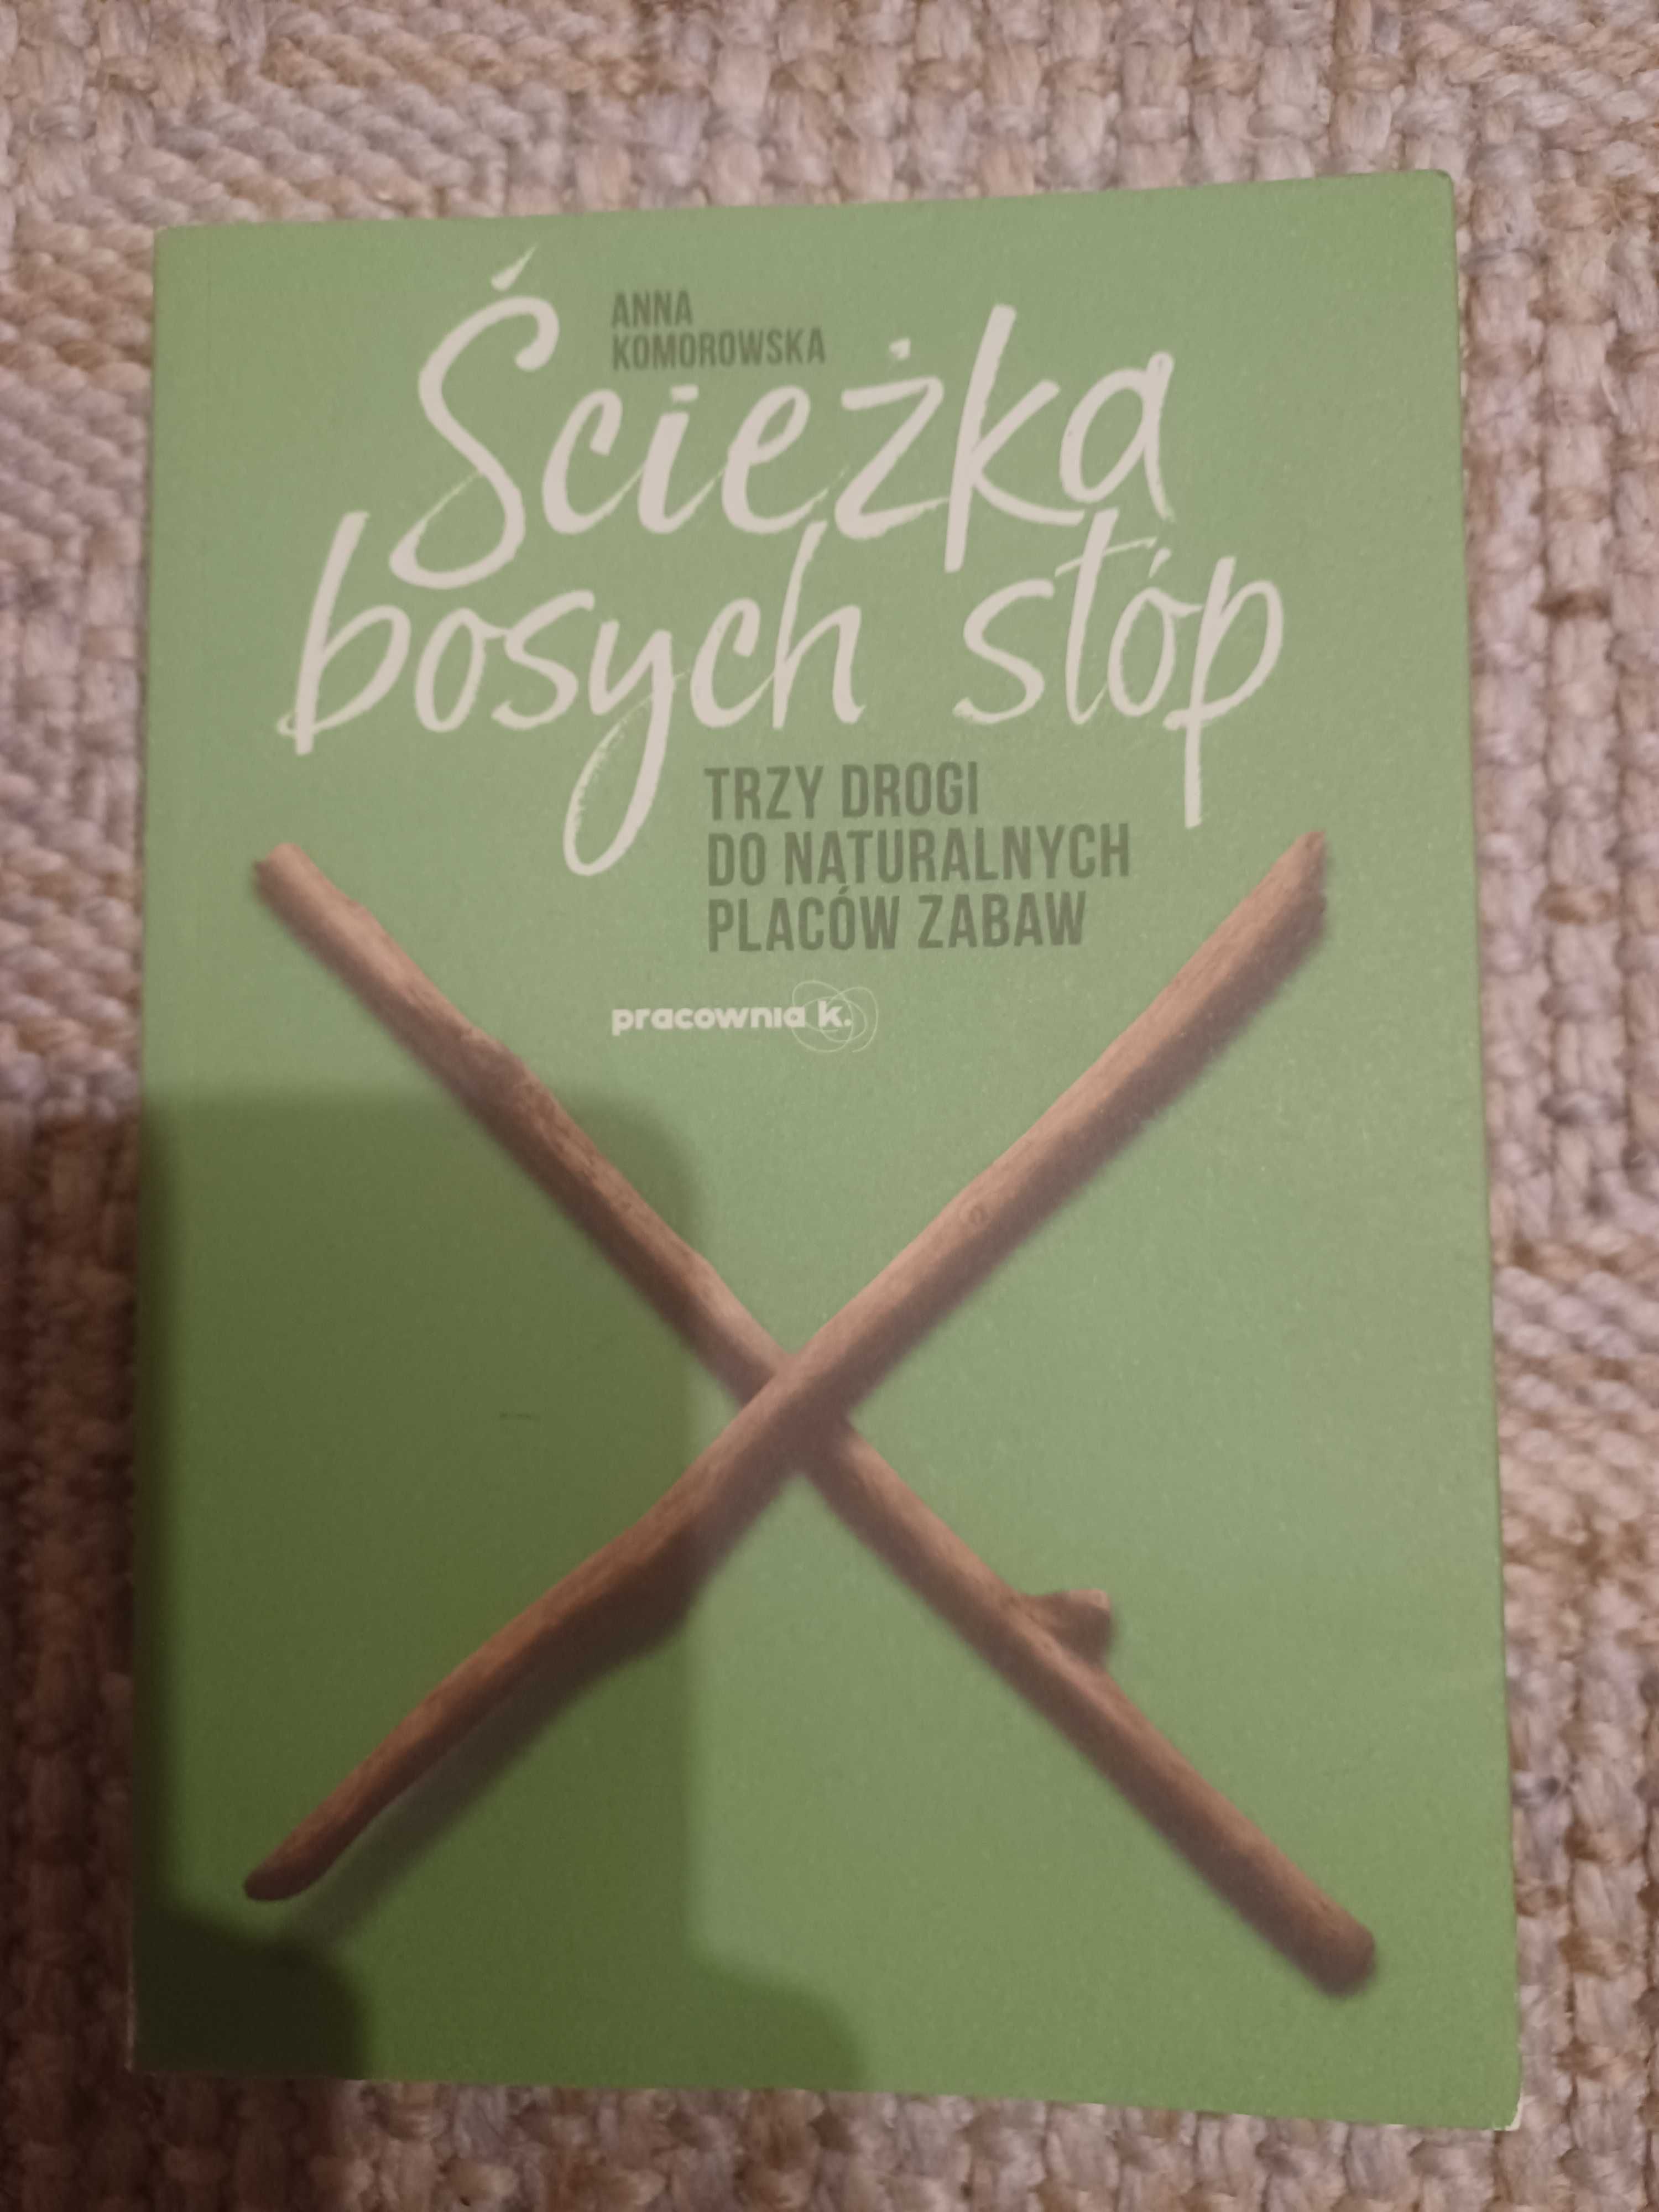 ANNA
KOMOROWSKA
Ścieżka
bosych stóp
TRZY DROGI
DO NATURALNYCH
PLACÓW ZABAW
pracownia k.